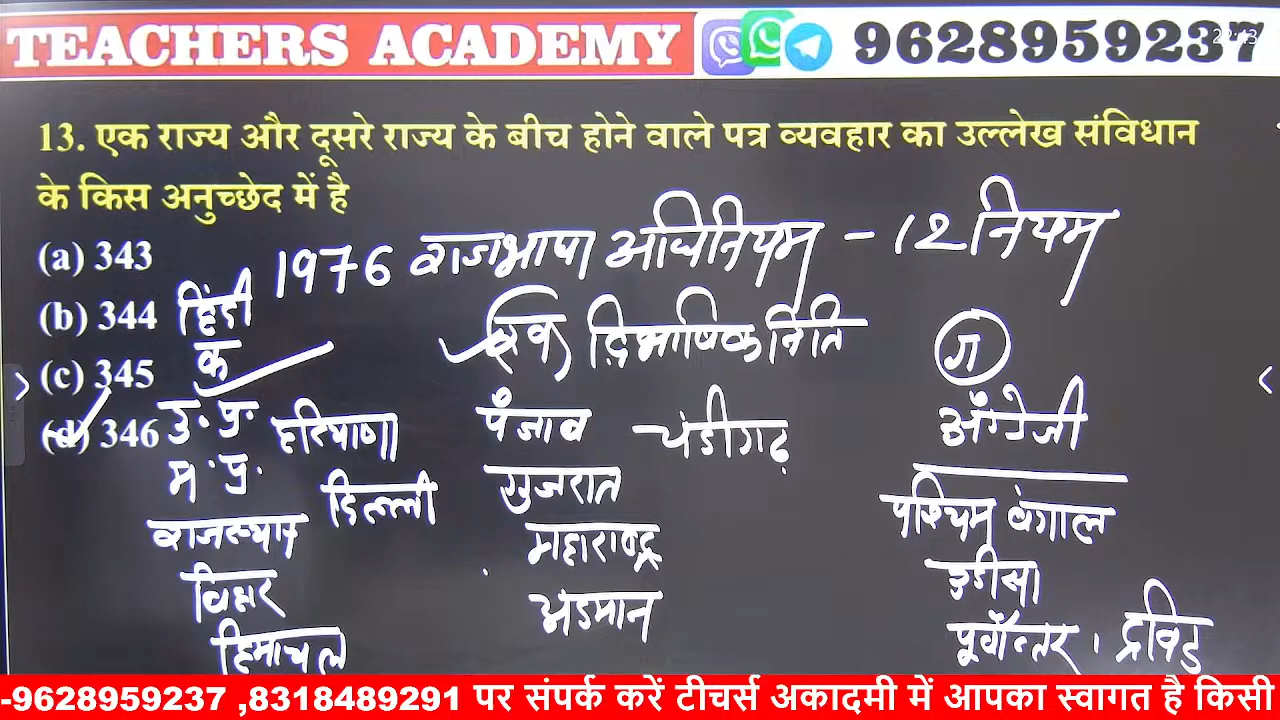 TEACHERS ACADEMY 9628959237
22:43
13. एक राज्य और दूसरे राज्य के बीच होने वाले पत्र व्यवहार का उल्लेख संविधान
के किस अनुच्छेद में है
(a) 343
(b) 344
(c) 345
(d) 346
1976 राजभाषा अधिनियम - 12 नियम
हिंदी
क
उ. प्र. हरियाणा
म. प्र. दिल्ली
राजस्थान
बिहार
हिमाचल
ख द्विभाषिक निति
पंजाब चंडीगढ़
गुजरात
महाराष्ट्र
अंडमान
ग
अँग्रेजी
पश्चिम बंगाल
उडीसा
पूर्वोत्तर, द्रविड
-9628959237 ,8318489291 पर संपर्क करें टीचर्स अकादमी में आपका स्वागत है किसी